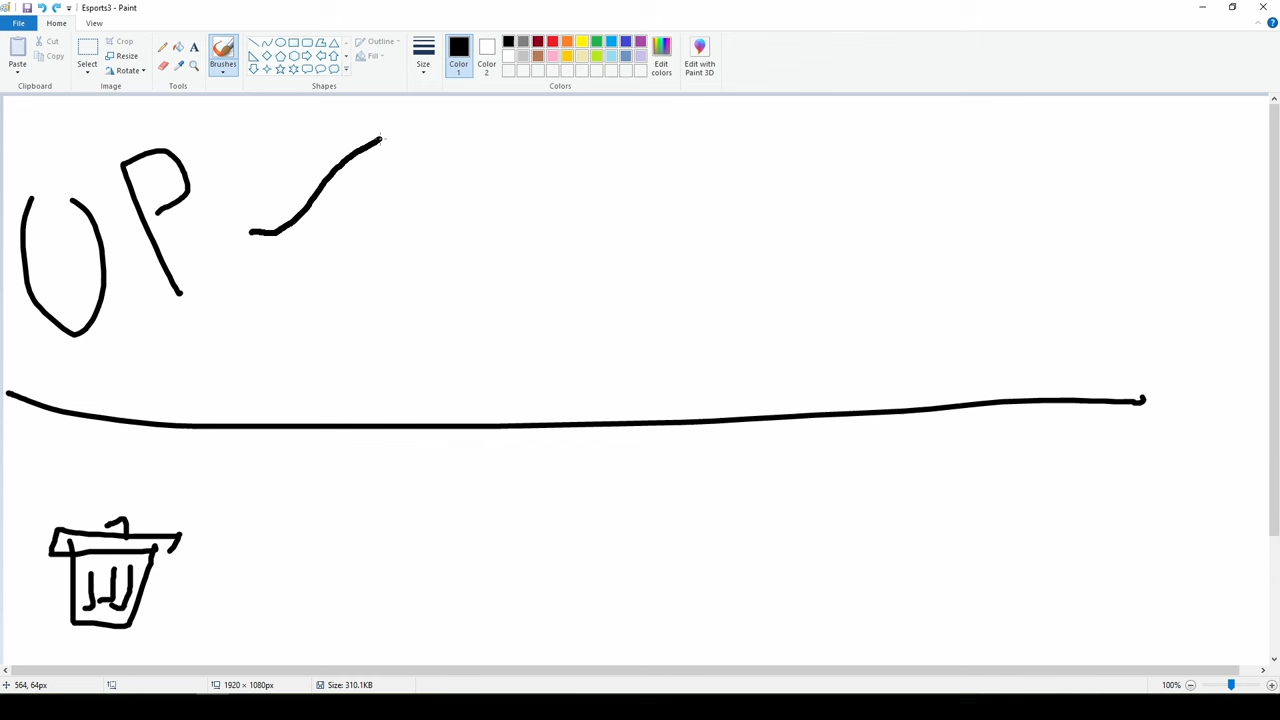 Esports3 - Paint
File Home View
Paste Cut Copy Clipboard
Select Crop Resize Rotate Image
Tools
Brushes
Shapes Outline Fill
Size
Color 1 Color 2
Colors
Edit colors
Edit with Paint 3D
UP
564, 64px 1920 × 1080px Size: 310.1KB 100%